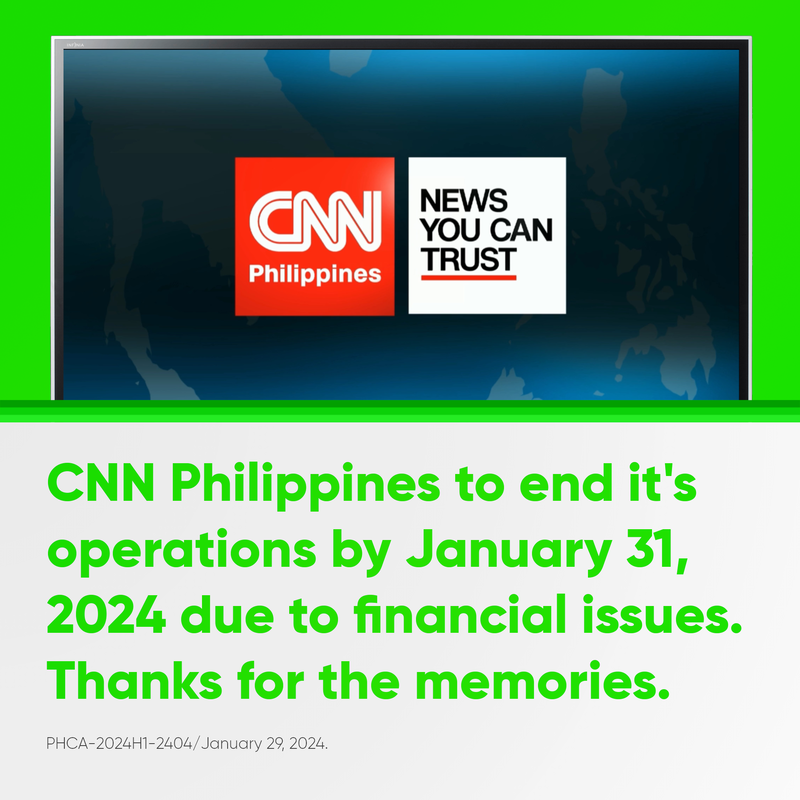 CNN
Philippines
NEWS
YOU CAN
TRUST
CNN Philippines to end it's
operations by January 31,
2024 due to financial issues.
Thanks for the memories.
PHCA-2024H1-2404/January 29, 2024.